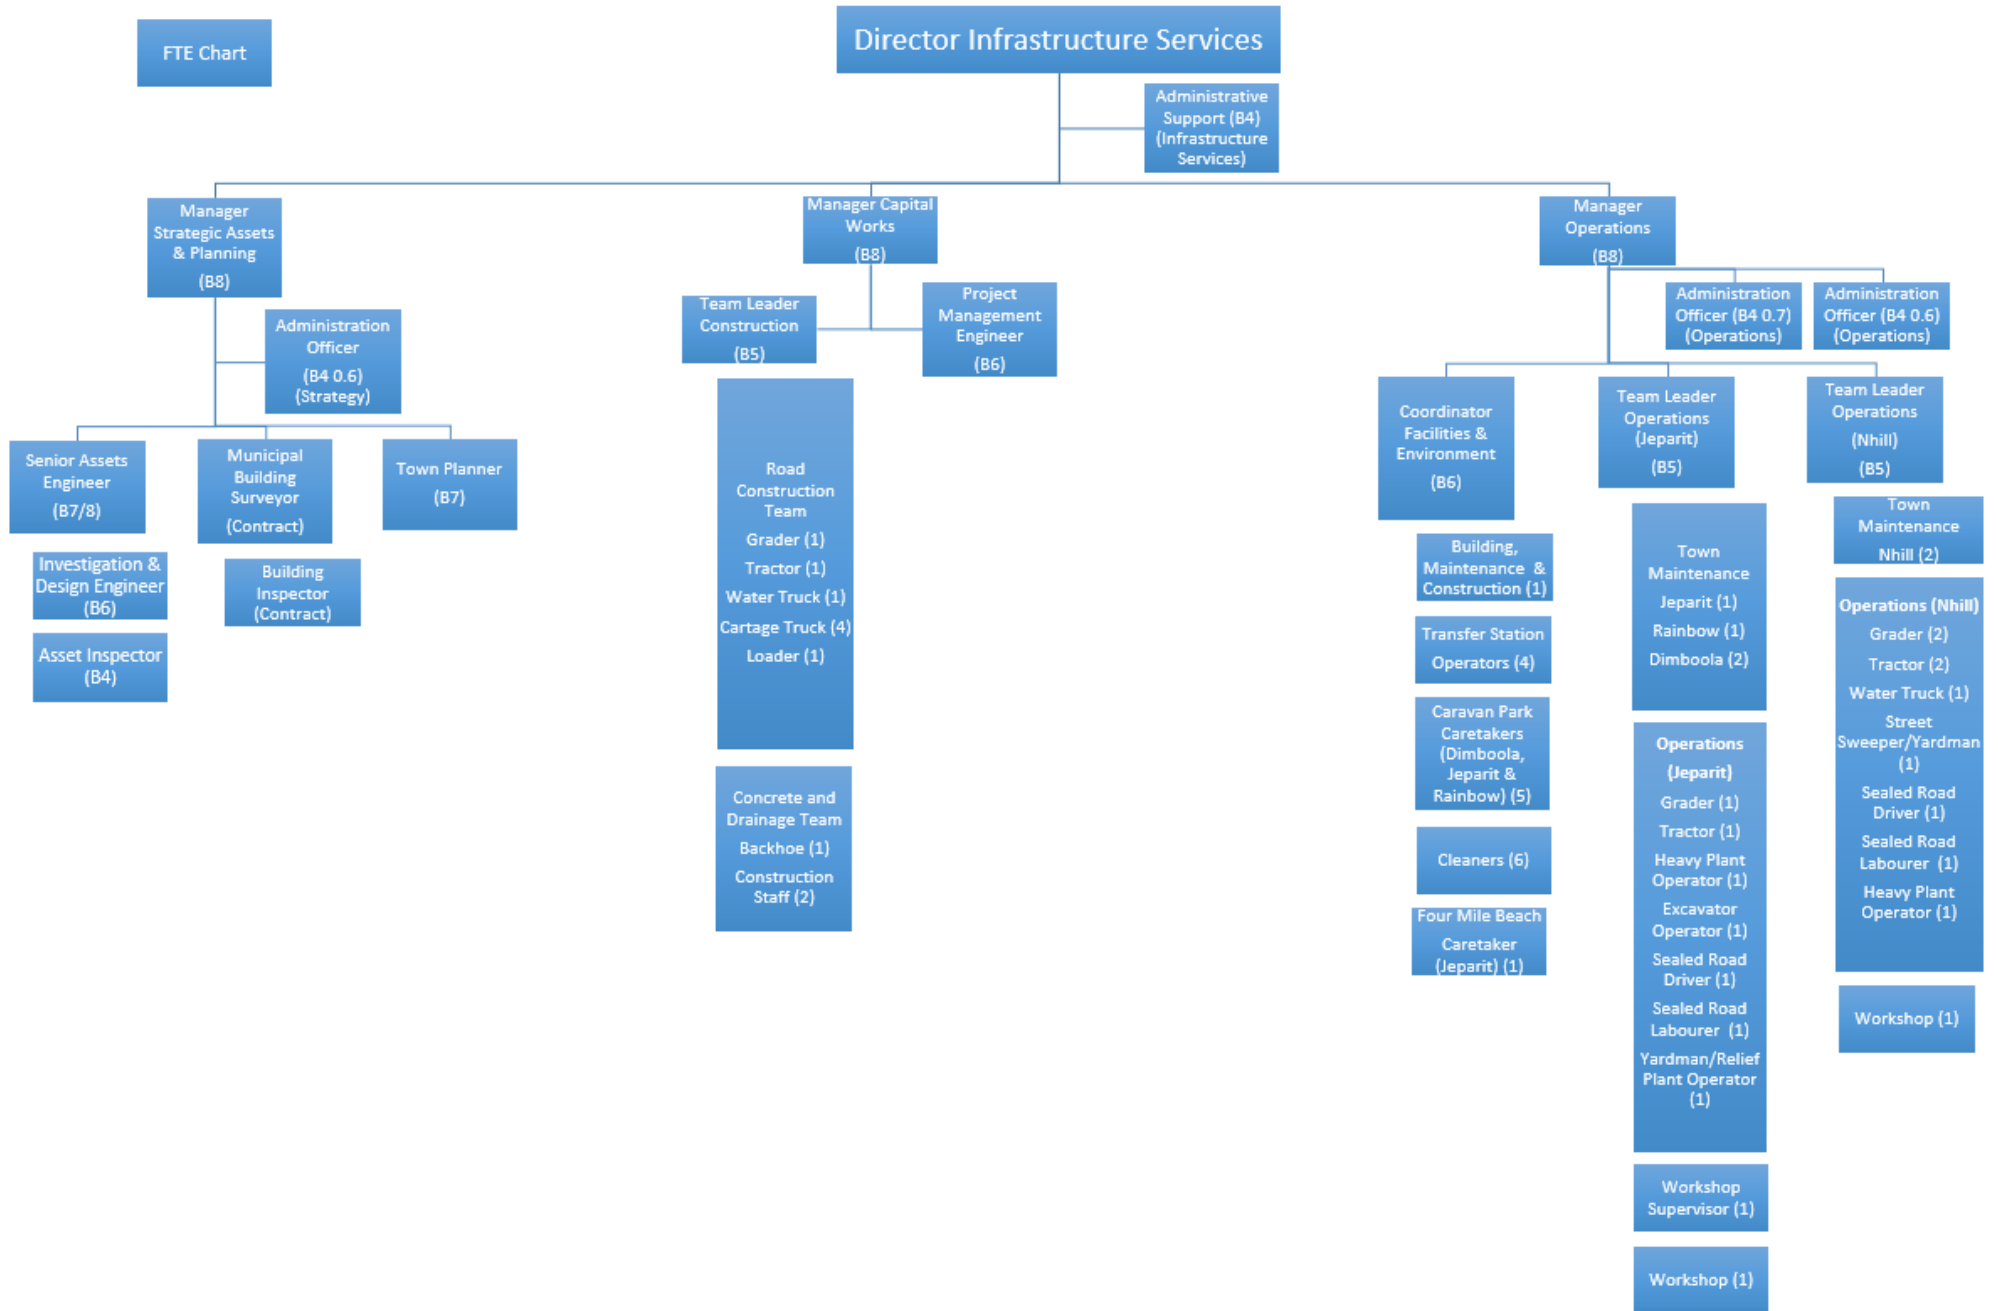 FTE Chart
Director Infrastructure Services
Administrative
Support (B4)
(Infrastructure
Services)
Manager
Strategic Assets
& Planning
(B8)
Manager Capital
Works
(B8)
Manager
Operations
(B8)
Administration
Officer
(B4 0.6)
(Strategy)
Team Leader
Construction
(B5)
Project
Management
Engineer
(B6)
Administration
Officer (B4 0.7)
(Operations)
Administration
Officer (B4 0.6)
(Operations)
Senior Assets
Engineer
(B7/8)
Municipal
Building
Surveyor
(Contract)
Town Planner
(B7)
Investigation &
Design Engineer
(B6)
Building
Inspector
(Contract)
Asset Inspector
(B4)
Road
Construction
Team
Grader (1)
Tractor (1)
Water Truck (1)
Cartage Truck (4)
Loader (1)
Concrete and
Drainage Team
Backhoe (1)
Construction
Staff (2)
Coordinator
Facilities &
Environment
(B6)
Building,
Maintenance &
Construction (1)
Transfer Station
Operators (4)
Caravan Park
Caretakers
(Dimboola,
Jeparit &
Rainbow) (5)
Cleaners (6)
Four Mile Beach
Caretaker
(Jeparit) (1)
Team Leader
Operations
(Jeparit)
(B5)
Town
Maintenance
Jeparit (1)
Rainbow (1)
Dimboola (2)
Operations
(Jeparit)
Grader (1)
Tractor (1)
Heavy Plant
Operator (1)
Excavator
Operator (1)
Sealed Road
Driver (1)
Sealed Road
Labourer (1)
Yardman/Relief
Plant Operator
(1)
Workshop
Supervisor (1)
Workshop (1)
Team Leader
Operations
(Nhill)
(B5)
Town
Maintenance
Nhill (2)
Operations (Nhill)
Grader (2)
Tractor (2)
Water Truck (1)
Street
Sweeper/Yardman
(1)
Sealed Road
Driver (1)
Sealed Road
Labourer (1)
Heavy Plant
Operator (1)
Workshop (1)